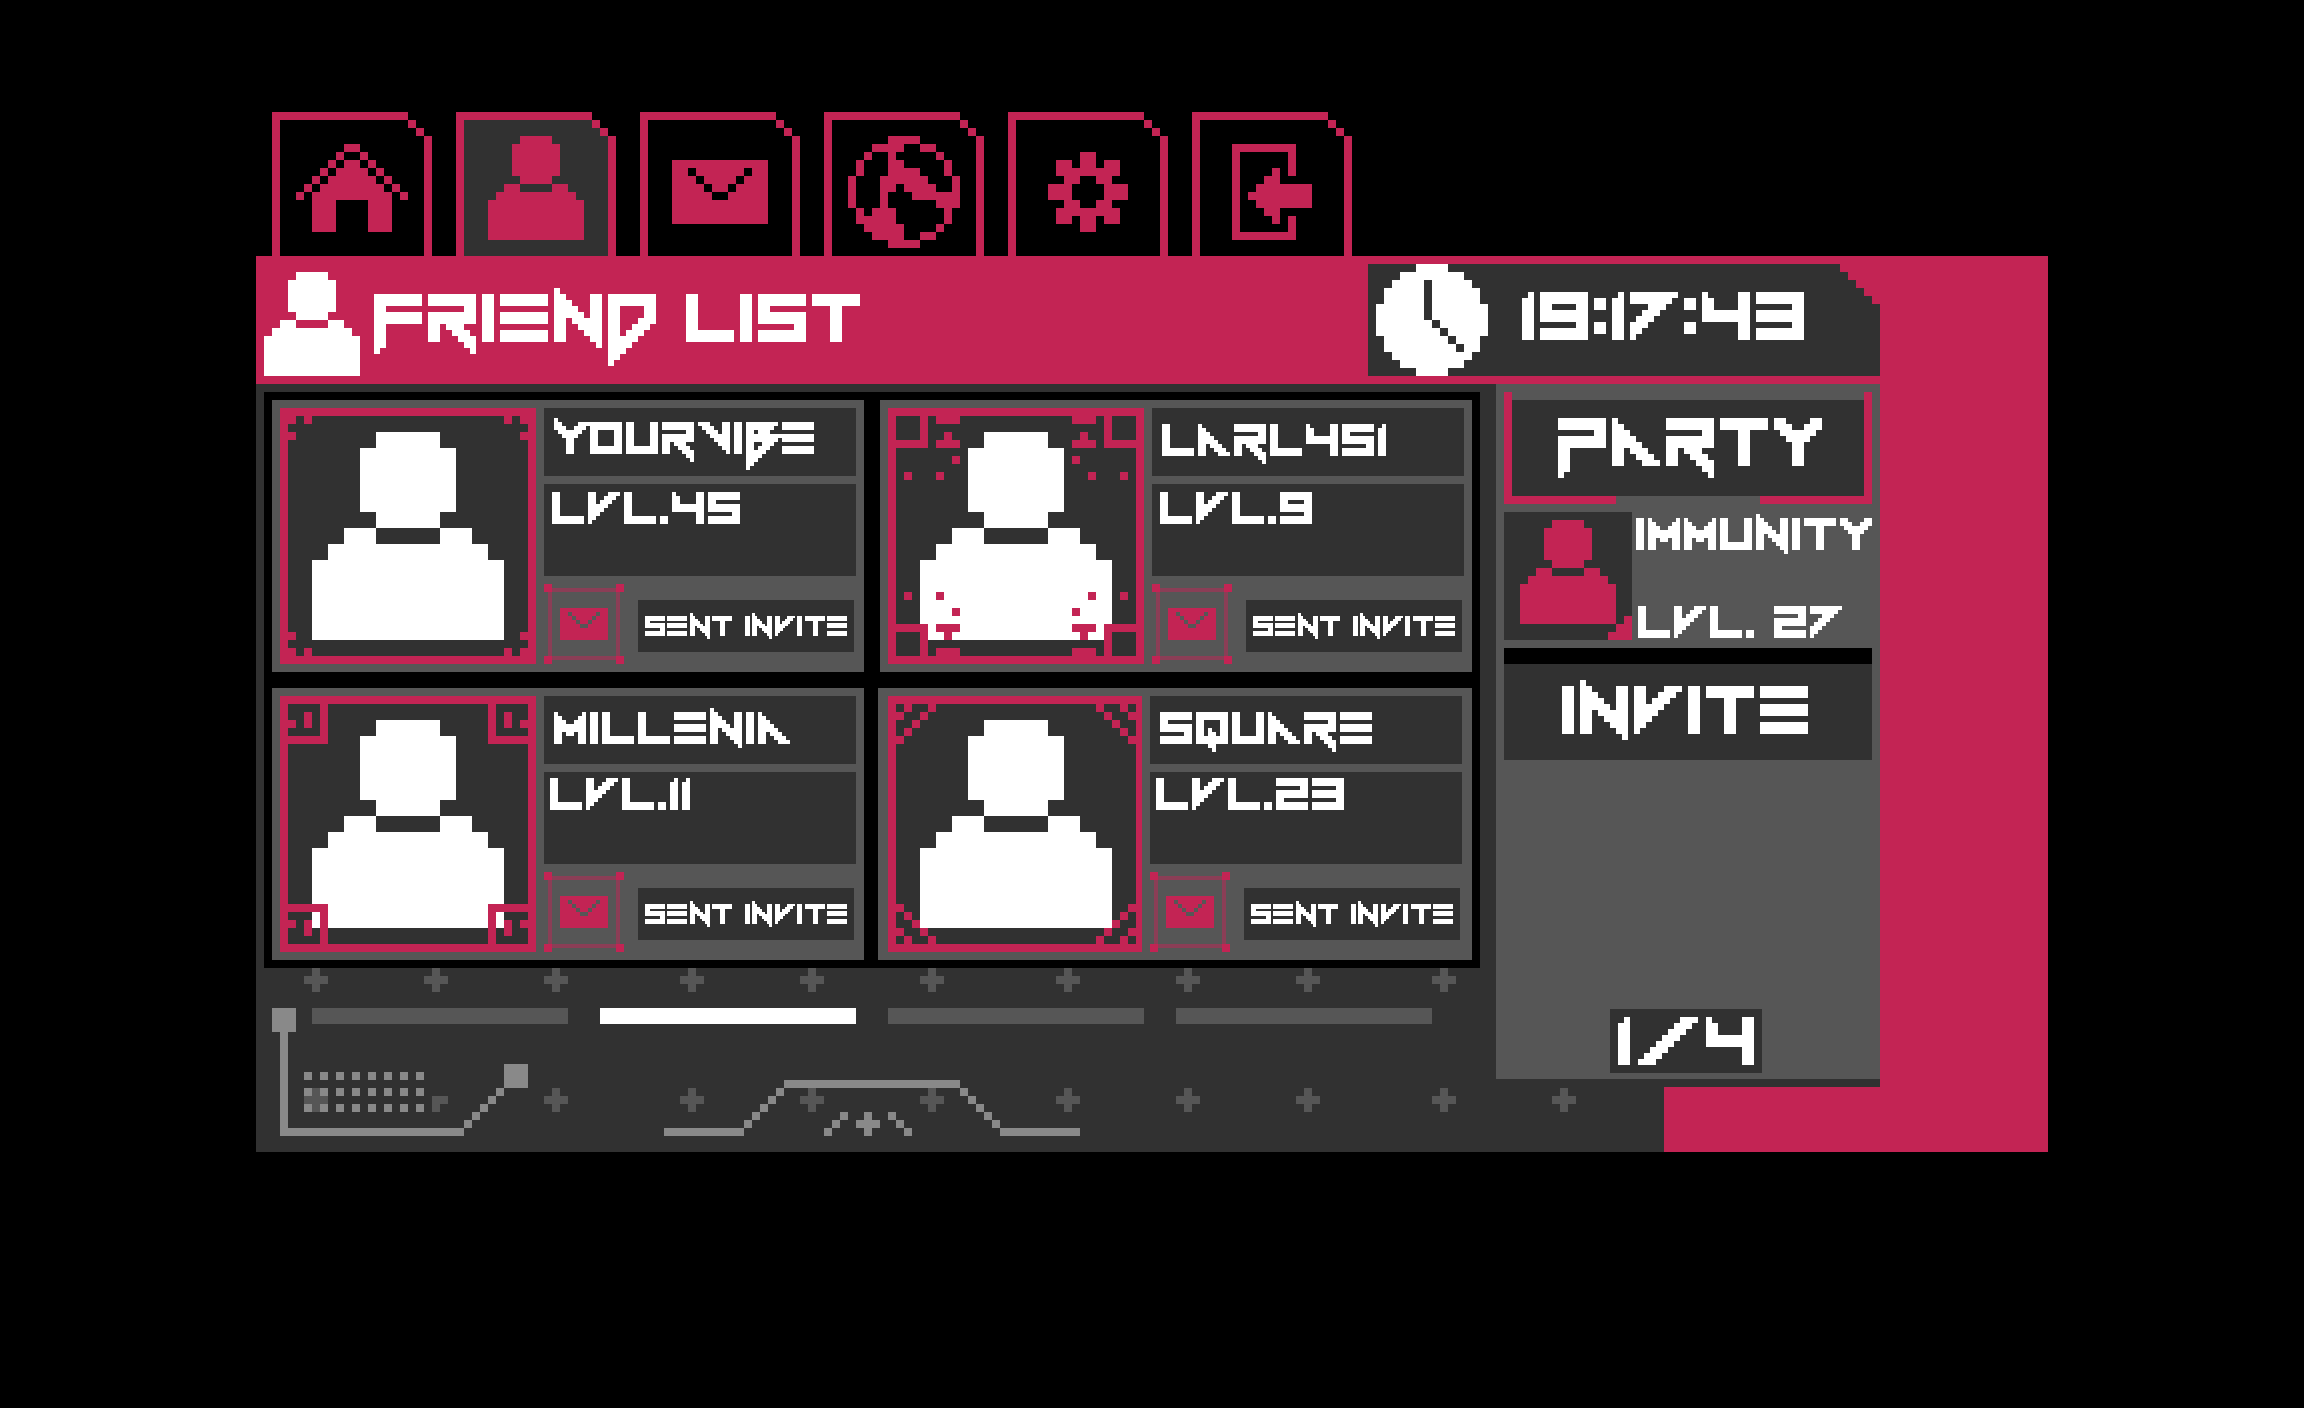 FRIEND LIST
19:17:43
YOURVIBE
LVL.45
SENT INVITE
LARL451
LVL.9
SENT INVITE
MILLENIA
LVL.11
SENT INVITE
SQUARE
LVL.23
SENT INVITE
PARTY
IMMUNITY
LVL. 27
INVITE
1/4